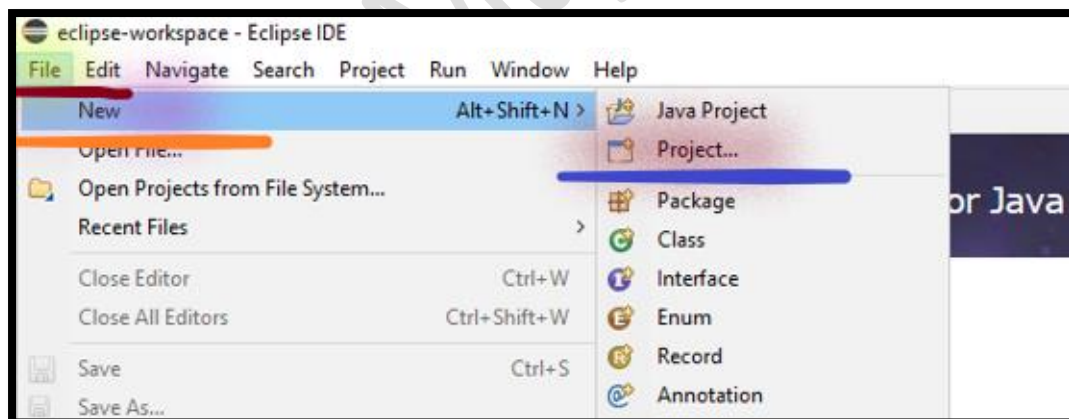 eclipse-workspace - Eclipse IDE
File Edit Navigate Search Project Run Window Help
New Alt+Shift+N >
Open File...
Open Projects from File System...
Recent Files >
Close Editor Ctrl+W
Close All Editors Ctrl+Shift+W
Save Ctrl+S
Save As...
Java Project
Project...
Package
Class
Interface
Enum
Record
Annotation
or Java